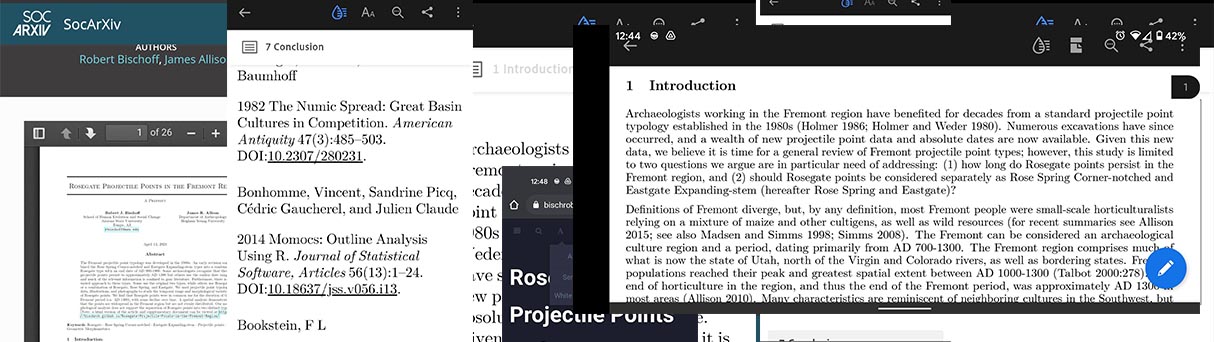 SOC
ARXIV
SocArXiv
AUTHORS
Robert Bischoff, James Alliso
1 of 26
ROSEGATE PROJECTILE POINTS IN THE FREMONT RE
A PREPRINT
Robert J. Bischoff
James R. Allison
April 15, 2021
ABSTRACT
1 Introduction
AA
7 Conclusion
Baumhoff
1982 The Numic Spread: Great Basin
Cultures in Competition. American
Antiquity 47(3):485–503.
DOI:10.2307/280231.
Bonhomme, Vincent, Sandrine Picq,
Cédric Gaucherel, and Julien Claude
2014 Momocs: Outline Analysis
Using R. Journal of Statistical
Software, Articles 56(13):1–24.
DOI:10.18637/jss.v056.i13.
Bookstein, F L
1 Introduction
rchaeologists
12:48
bischrob
Ros
White
Projectile Points
it is
12:44
42%
1 Introduction
1
Archaeologists working in the Fremont region have benefited for decades from a standard projectile point
typology established in the 1980s (Holmer 1986; Holmer and Weder 1980). Numerous excavations have since
occurred, and a wealth of new projectile point data and absolute dates are now available. Given this new
data, we believe it is time for a general review of Fremont projectile point types; however, this study is limited
to two questions we argue are in particular need of addressing: (1) how long do Rosegate points persist in the
Fremont region, and (2) should Rosegate points be considered separately as Rose Spring Corner-notched and
Eastgate Expanding-stem (hereafter Rose Spring and Eastgate)?
Definitions of Fremont diverge, but, by any definition, most Fremont people were small-scale horticulturalists
relying on a mixture of maize and other cultigens, as well as wild resources (for recent summaries see Allison
2015; see also Madsen and Simms 1998; Simms 2008). The Fremont can be considered an archaeological
culture region and a period, dating primarily from AD 700-1300. The Fremont region comprises much of
what is now the state of Utah, north of the Virgin and Colorado rivers, as well as bordering states. Fre
populations reached their peak and greatest spatial extent between AD 1000-1300 (Talbot 2000:278).
end of horticulture in the region, and thus the end of the Fremont period, was approximately AD 1300 in
most areas (Allison 2010). Many characteristics are reminiscent of neighboring cultures in the Southwest, but